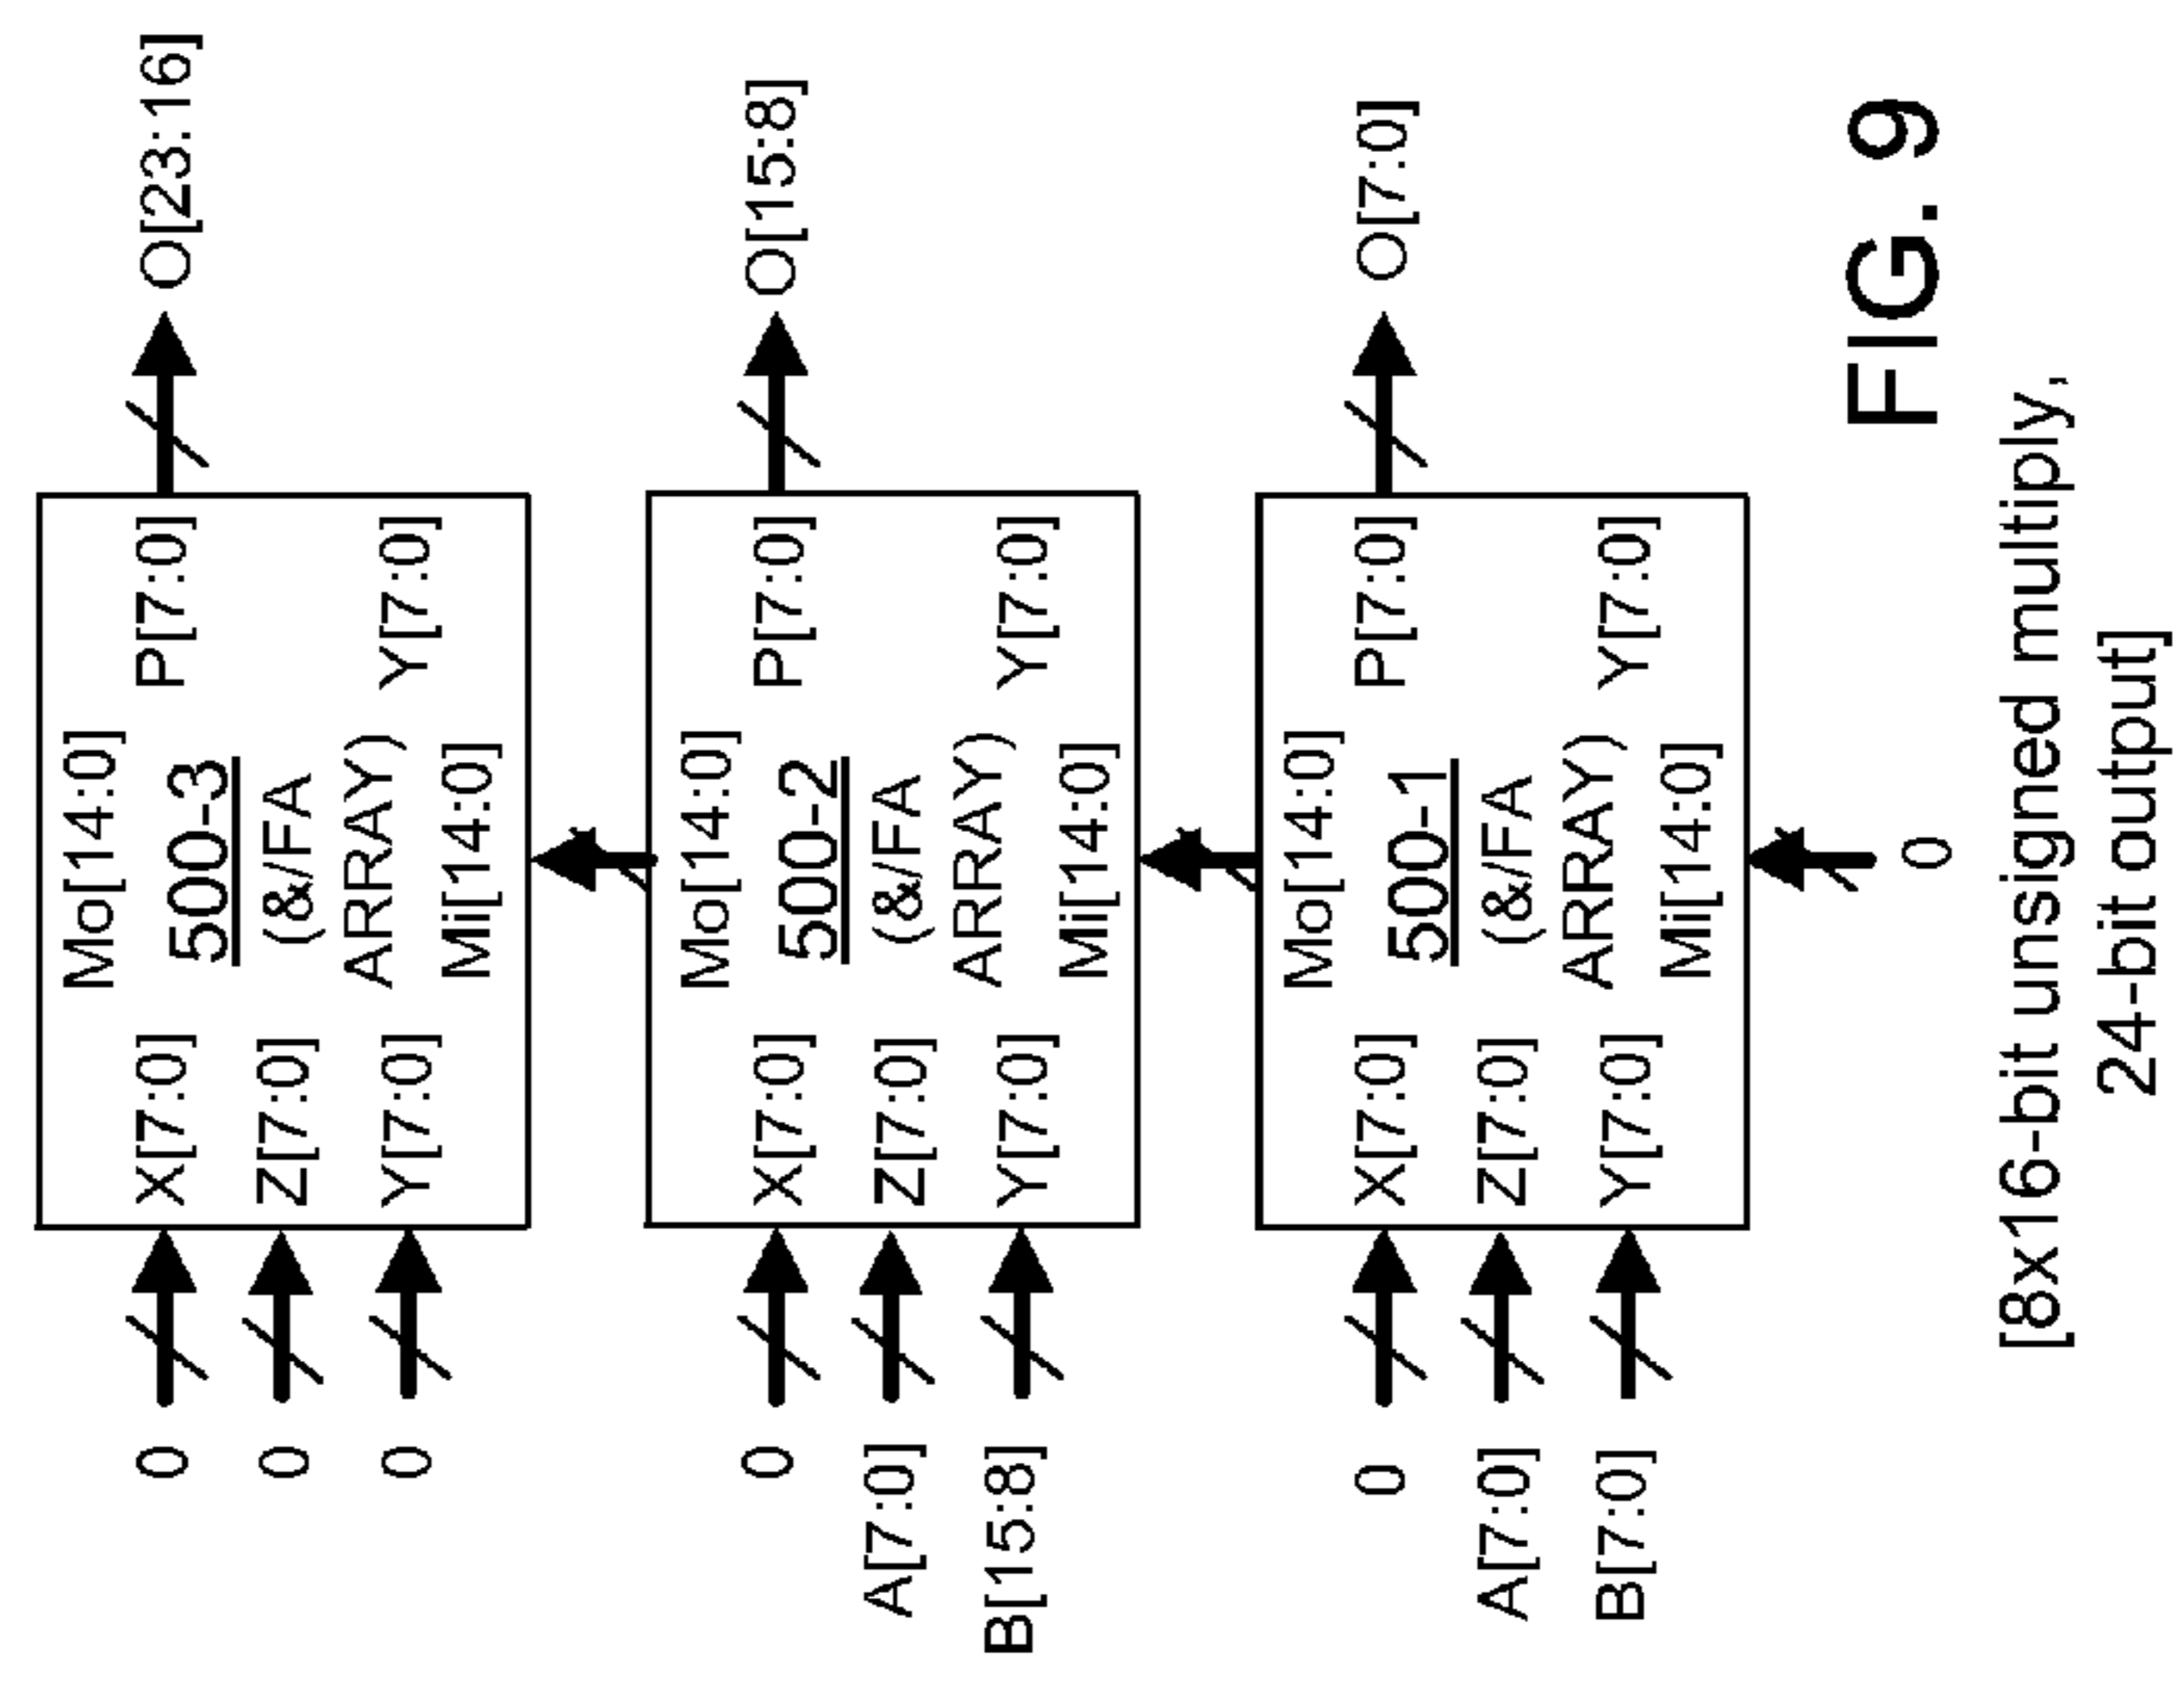 Mo[14:0]
0 X[7:0] 500-3 P[7:0] O[23:16]
0 Z[7:0] (&/FA
0 Y[7:0] ARRAY) Y[7:0]
Mi[14:0]
Mo[14:0]
0 X[7:0] 500-2 P[7:0] O[15:8]
A[7:0] Z[7:0] (&/FA
B[15:8] Y[7:0] ARRAY) Y[7:0]
Mi[14:0]
Mo[14:0]
0 X[7:0] 500-1 P[7:0] O[7:0]
A[7:0] Z[7:0] (&/FA
B[7:0] Y[7:0] ARRAY) Y[7:0]
Mi[14:0]
0
FIG. 9
[8x16-bit unsigned multiply,
24-bit output]